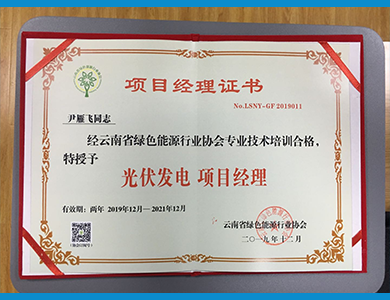 项目经理证书
No.LSNY-GF 2019011
尹雁飞同志
经云南省绿色能源行业协会专业技术培训合格，
特授予
光伏发电 项目经理
有效期：两年 2019年12月—2021年12月
云南省绿色能源行业协会
二〇一九年十二月